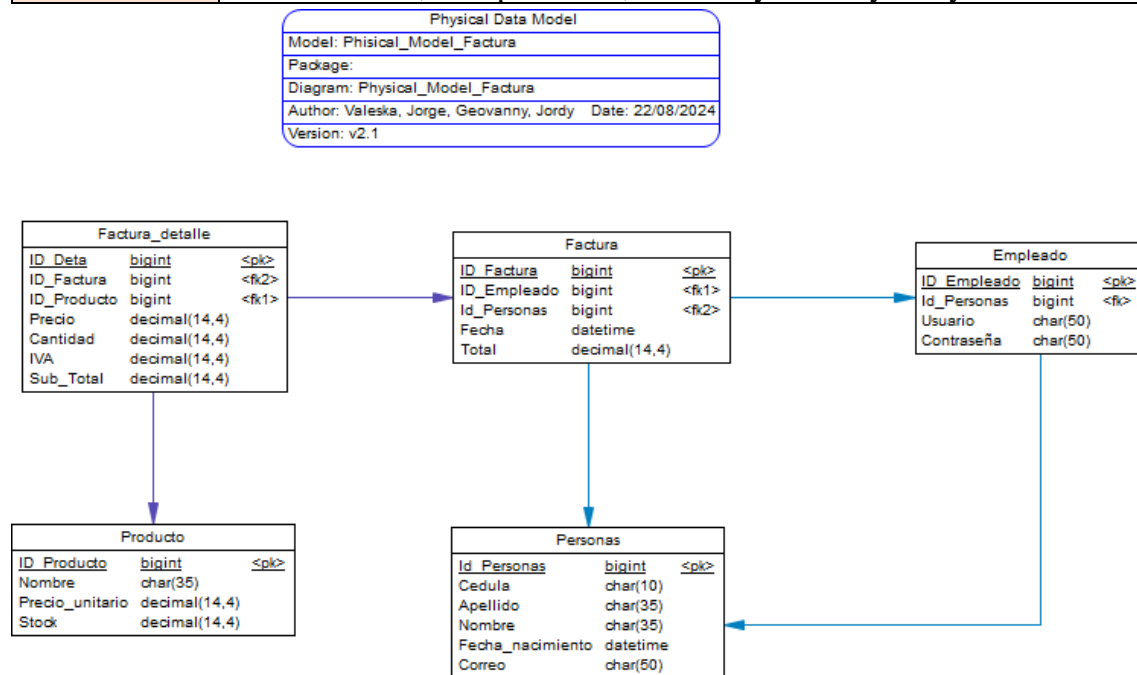 Physical Data Model
Model: Phisical_Model_Factura
Package:
Diagram: Physical_Model_Factura
Author: Valeska, Jorge, Geovanny, Jordy Date: 22/08/2024
Version: v2.1
Factura_detalle
ID_Deta bigint <pk>
ID_Factura bigint <fk2>
ID_Producto bigint <fk1>
Precio decimal(14,4)
Cantidad decimal(14,4)
IVA decimal(14,4)
Sub_Total decimal(14,4)
Factura
ID_Factura bigint <pk>
ID_Empleado bigint <fk1>
Id_Personas bigint <fk2>
Fecha datetime
Total decimal(14,4)
Empleado
ID_Empleado bigint <pk>
Id_Personas bigint <fk>
Usuario char(50)
Contraseña char(50)
Producto
ID_Producto bigint <pk>
Nombre char(35)
Precio_unitario decimal(14,4)
Stock decimal(14,4)
Personas
Id_Personas bigint <pk>
Cedula char(10)
Apellido char(35)
Nombre char(35)
Fecha_nacimiento datetime
Correo char(50)